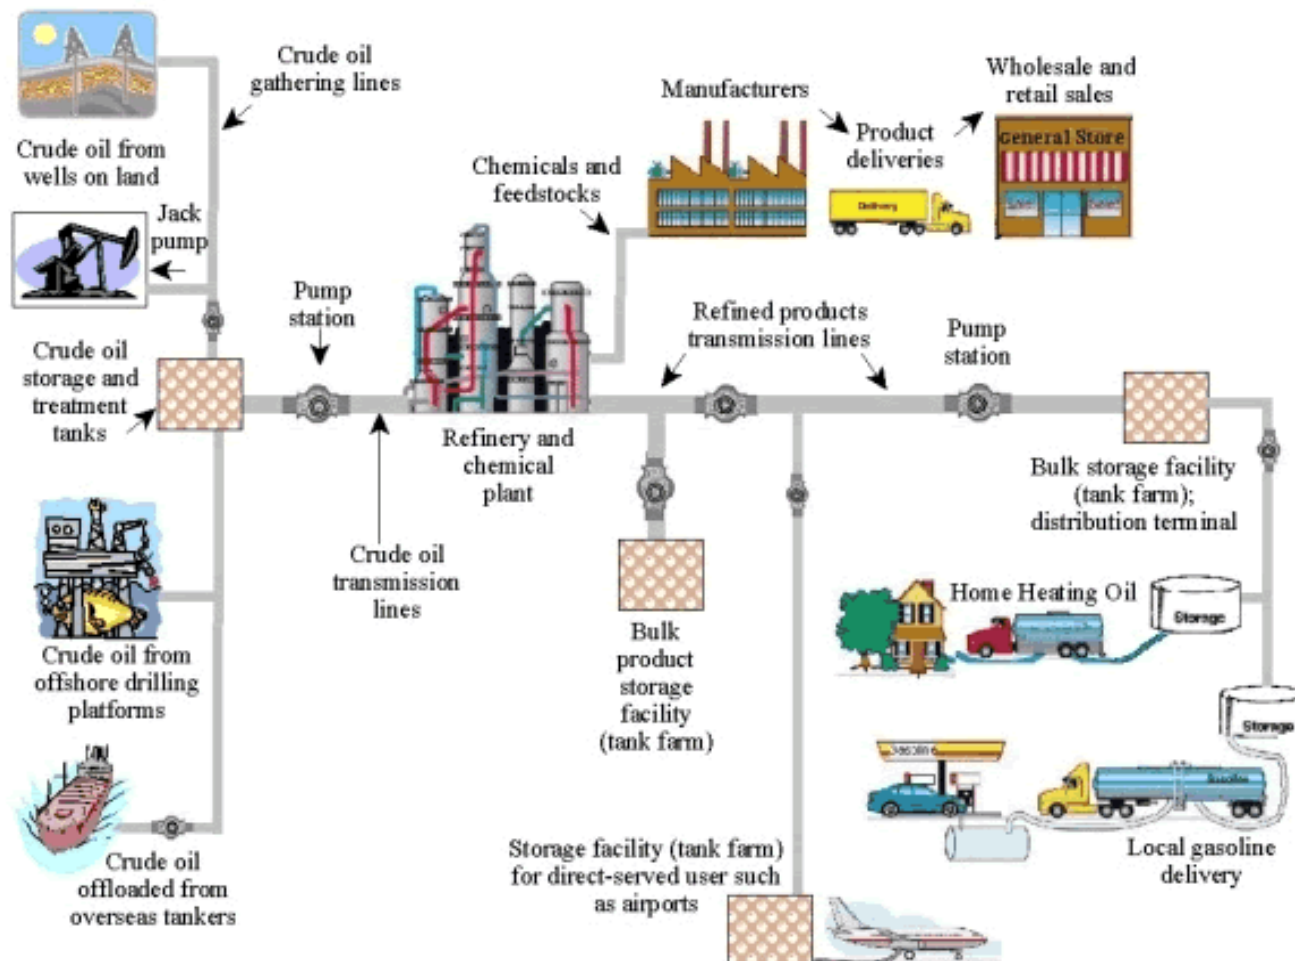 Crude oil
gathering lines
Crude oil from
wells on land
Jack
pump
Manufacturers
Product
deliveries
Wholesale and
retail sales
General Store
Sale
Sale
Delivery
Chemicals and
feedstocks
Pump
station
Refined products
transmission lines
Pump
station
Crude oil
storage and
treatment
tanks
Refinery and
chemical
plant
Crude oil
transmission
lines
Bulk storage facility
(tank farm);
distribution terminal
Crude oil from
offshore drilling
platforms
Bulk
product
storage
facility
(tank farm)
Home Heating Oil
Storage
Storage
Gasoline
Gasoline
Local gasoline
delivery
Crude oil
offloaded from
overseas tankers
Storage facility (tank farm)
for direct-served user such
as airports